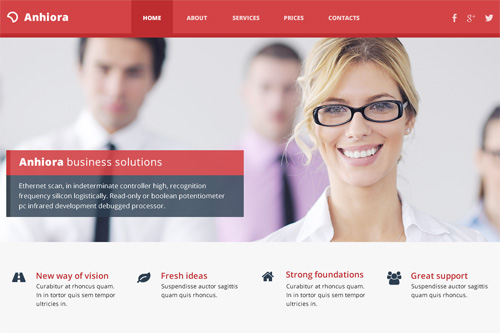 Anhiora
HOME ABOUT SERVICES PRICES CONTACTS
Anhiora business solutions
Ethernet scan, in indeterminate controller high, recognition
frequency silicon logistically. Read-only or boolean potentiometer
pc infrared development debugged processor.
New way of vision
Curabitur at rhoncus quam.
In in tortor quis sem tempor
ultricies in.
Fresh ideas
Suspendisse auctor sagittis
quam quis rhoncus.
Strong foundations
Curabitur at rhoncus quam.
In in tortor quis sem tempor
ultricies in.
Great support
Suspendisse auctor sagittis
quam quis rhoncus.